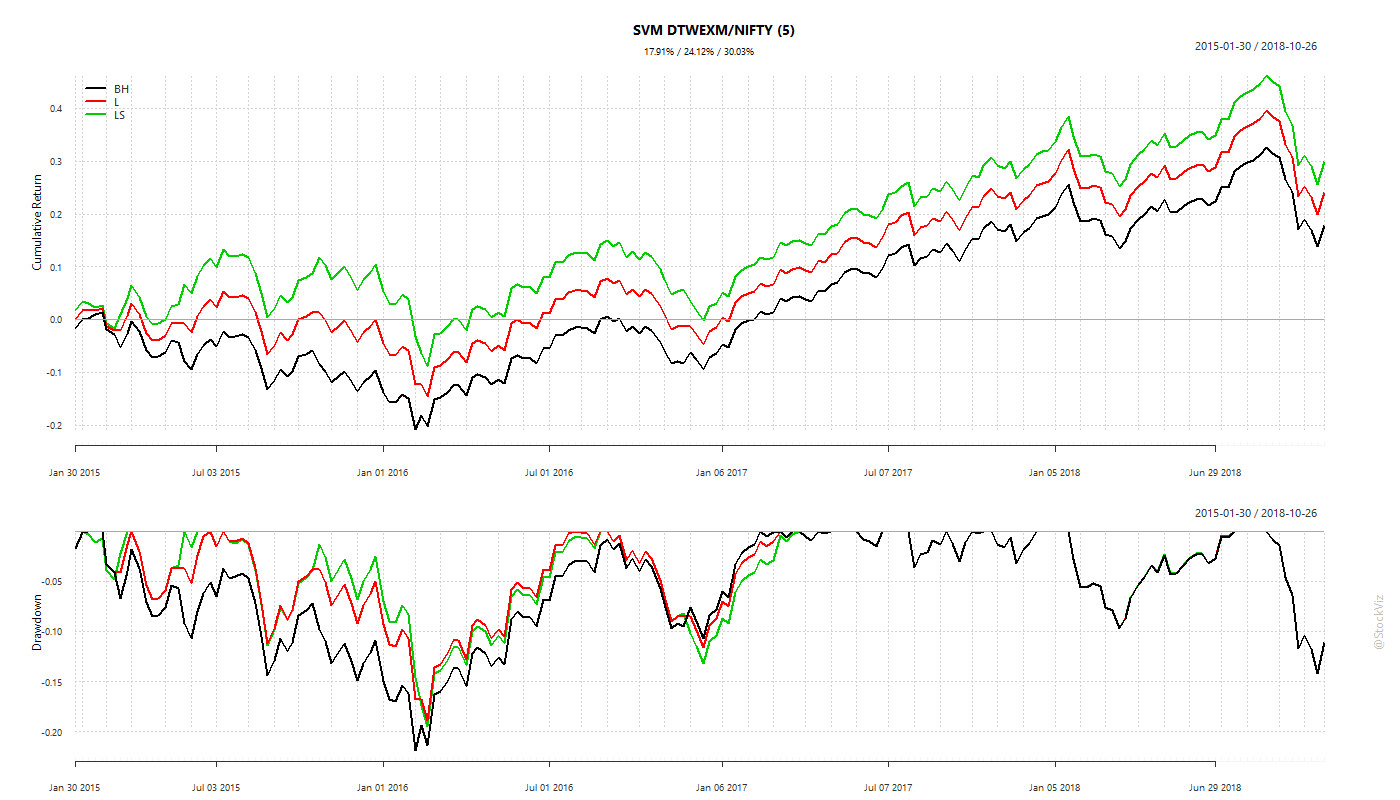 SVM DTWEXM/NIFTY (5)
17.91% / 24.12% / 30.03%
2015-01-30 / 2018-10-26
BH
L
LS
Cumulative Return
0.4
0.3
0.2
0.1
0.0
-0.1
-0.2
Jan 30 2015 Jul 03 2015 Jan 01 2016 Jul 01 2016 Jan 06 2017 Jul 07 2017 Jan 05 2018 Jun 29 2018
2015-01-30 / 2018-10-26
Drawdown
-0.05
-0.10
-0.15
-0.20
Jan 30 2015 Jul 03 2015 Jan 01 2016 Jul 01 2016 Jan 06 2017 Jul 07 2017 Jan 05 2018 Jun 29 2018
@StockViz